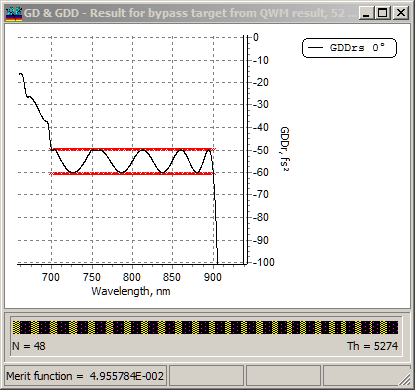 GD & GDD - Result for bypass target from QWM result, 52 ...
GDDrs 0°
0
-10
-20
-30
-40
-50
-60
-70
-80
-90
-100
GDDr, fs²
700 750 800 850 900
Wavelength, nm
N = 48 Th = 5274
Merit function = 4.955784E-002